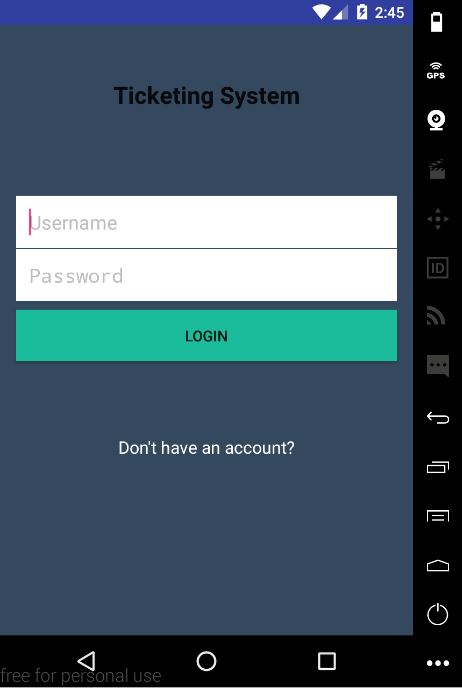 2:45
GPS
Ticketing System
Username
ID
Password
LOGIN
Don't have an account?
free for personal use